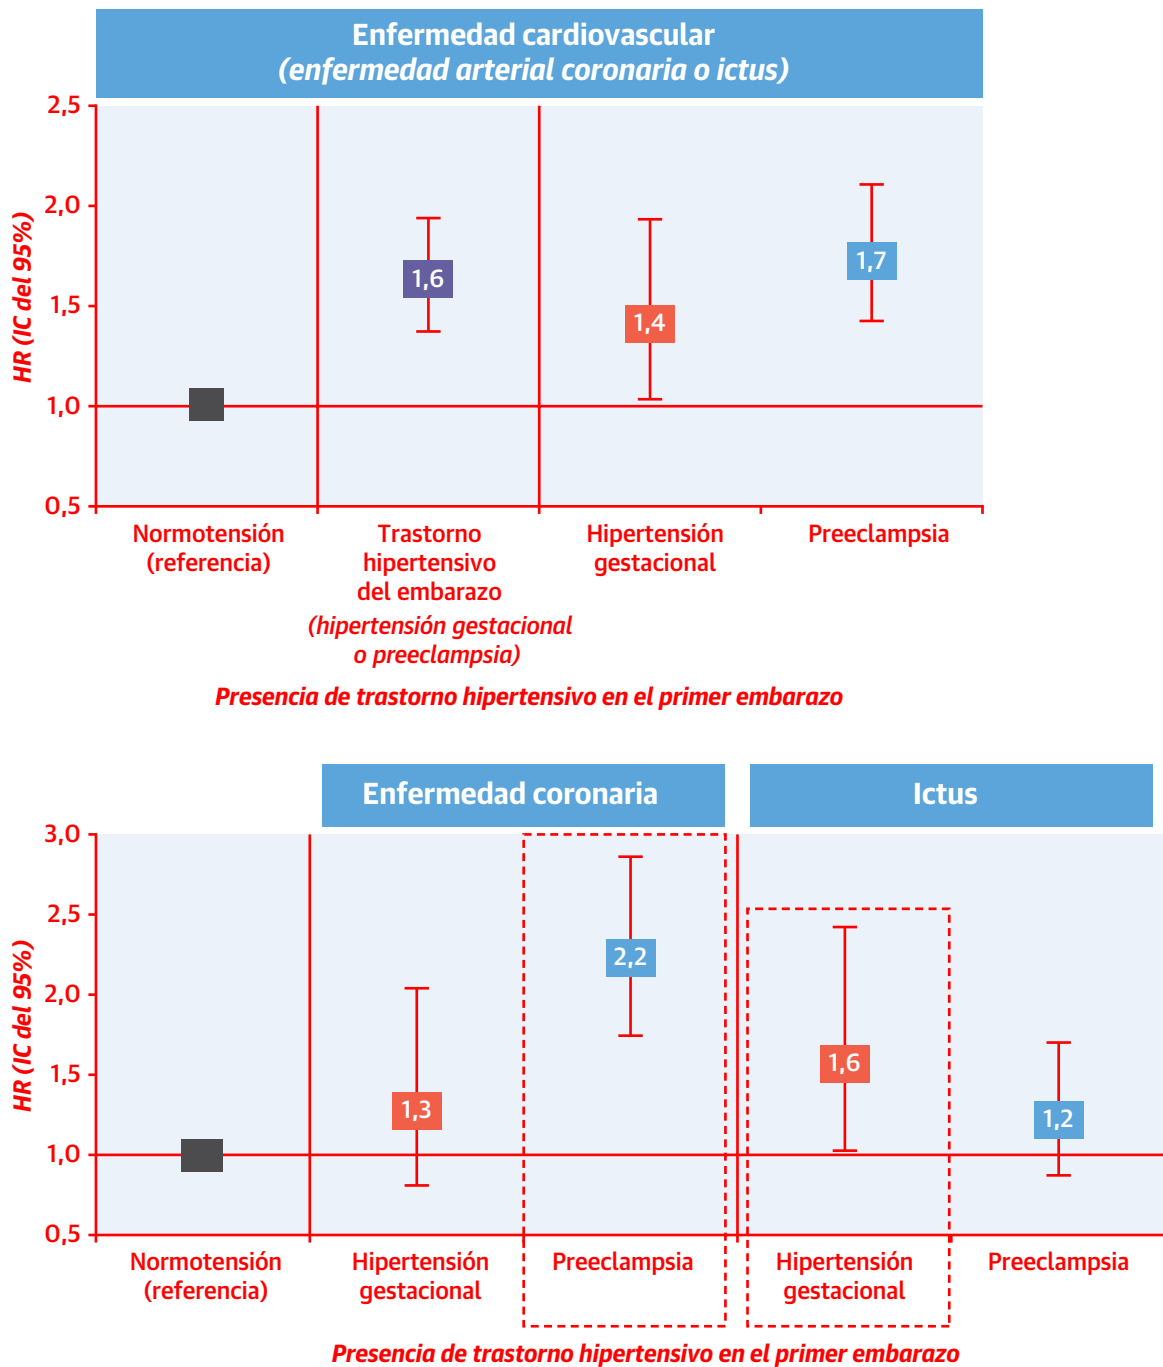 Enfermedad cardiovascular
(enfermedad arterial coronaria o ictus)
2,5
2,0
1,5
1,0
0,5
HR (IC del 95%)
1,6
1,4
1,7
Normotensión
(referencia)
Trastorno
hipertensivo
del embarazo
(hipertensión gestacional
o preeclampsia)
Hipertensión
gestacional
Preeclampsia
Presencia de trastorno hipertensivo en el primer embarazo
Enfermedad coronaria
Ictus
3,0
2,5
2,0
1,5
1,0
0,5
HR (IC del 95%)
1,3
2,2
1,6
1,2
Normotensión
(referencia)
Hipertensión
gestacional
Preeclampsia
Hipertensión
gestacional
Preeclampsia
Presencia de trastorno hipertensivo en el primer embarazo